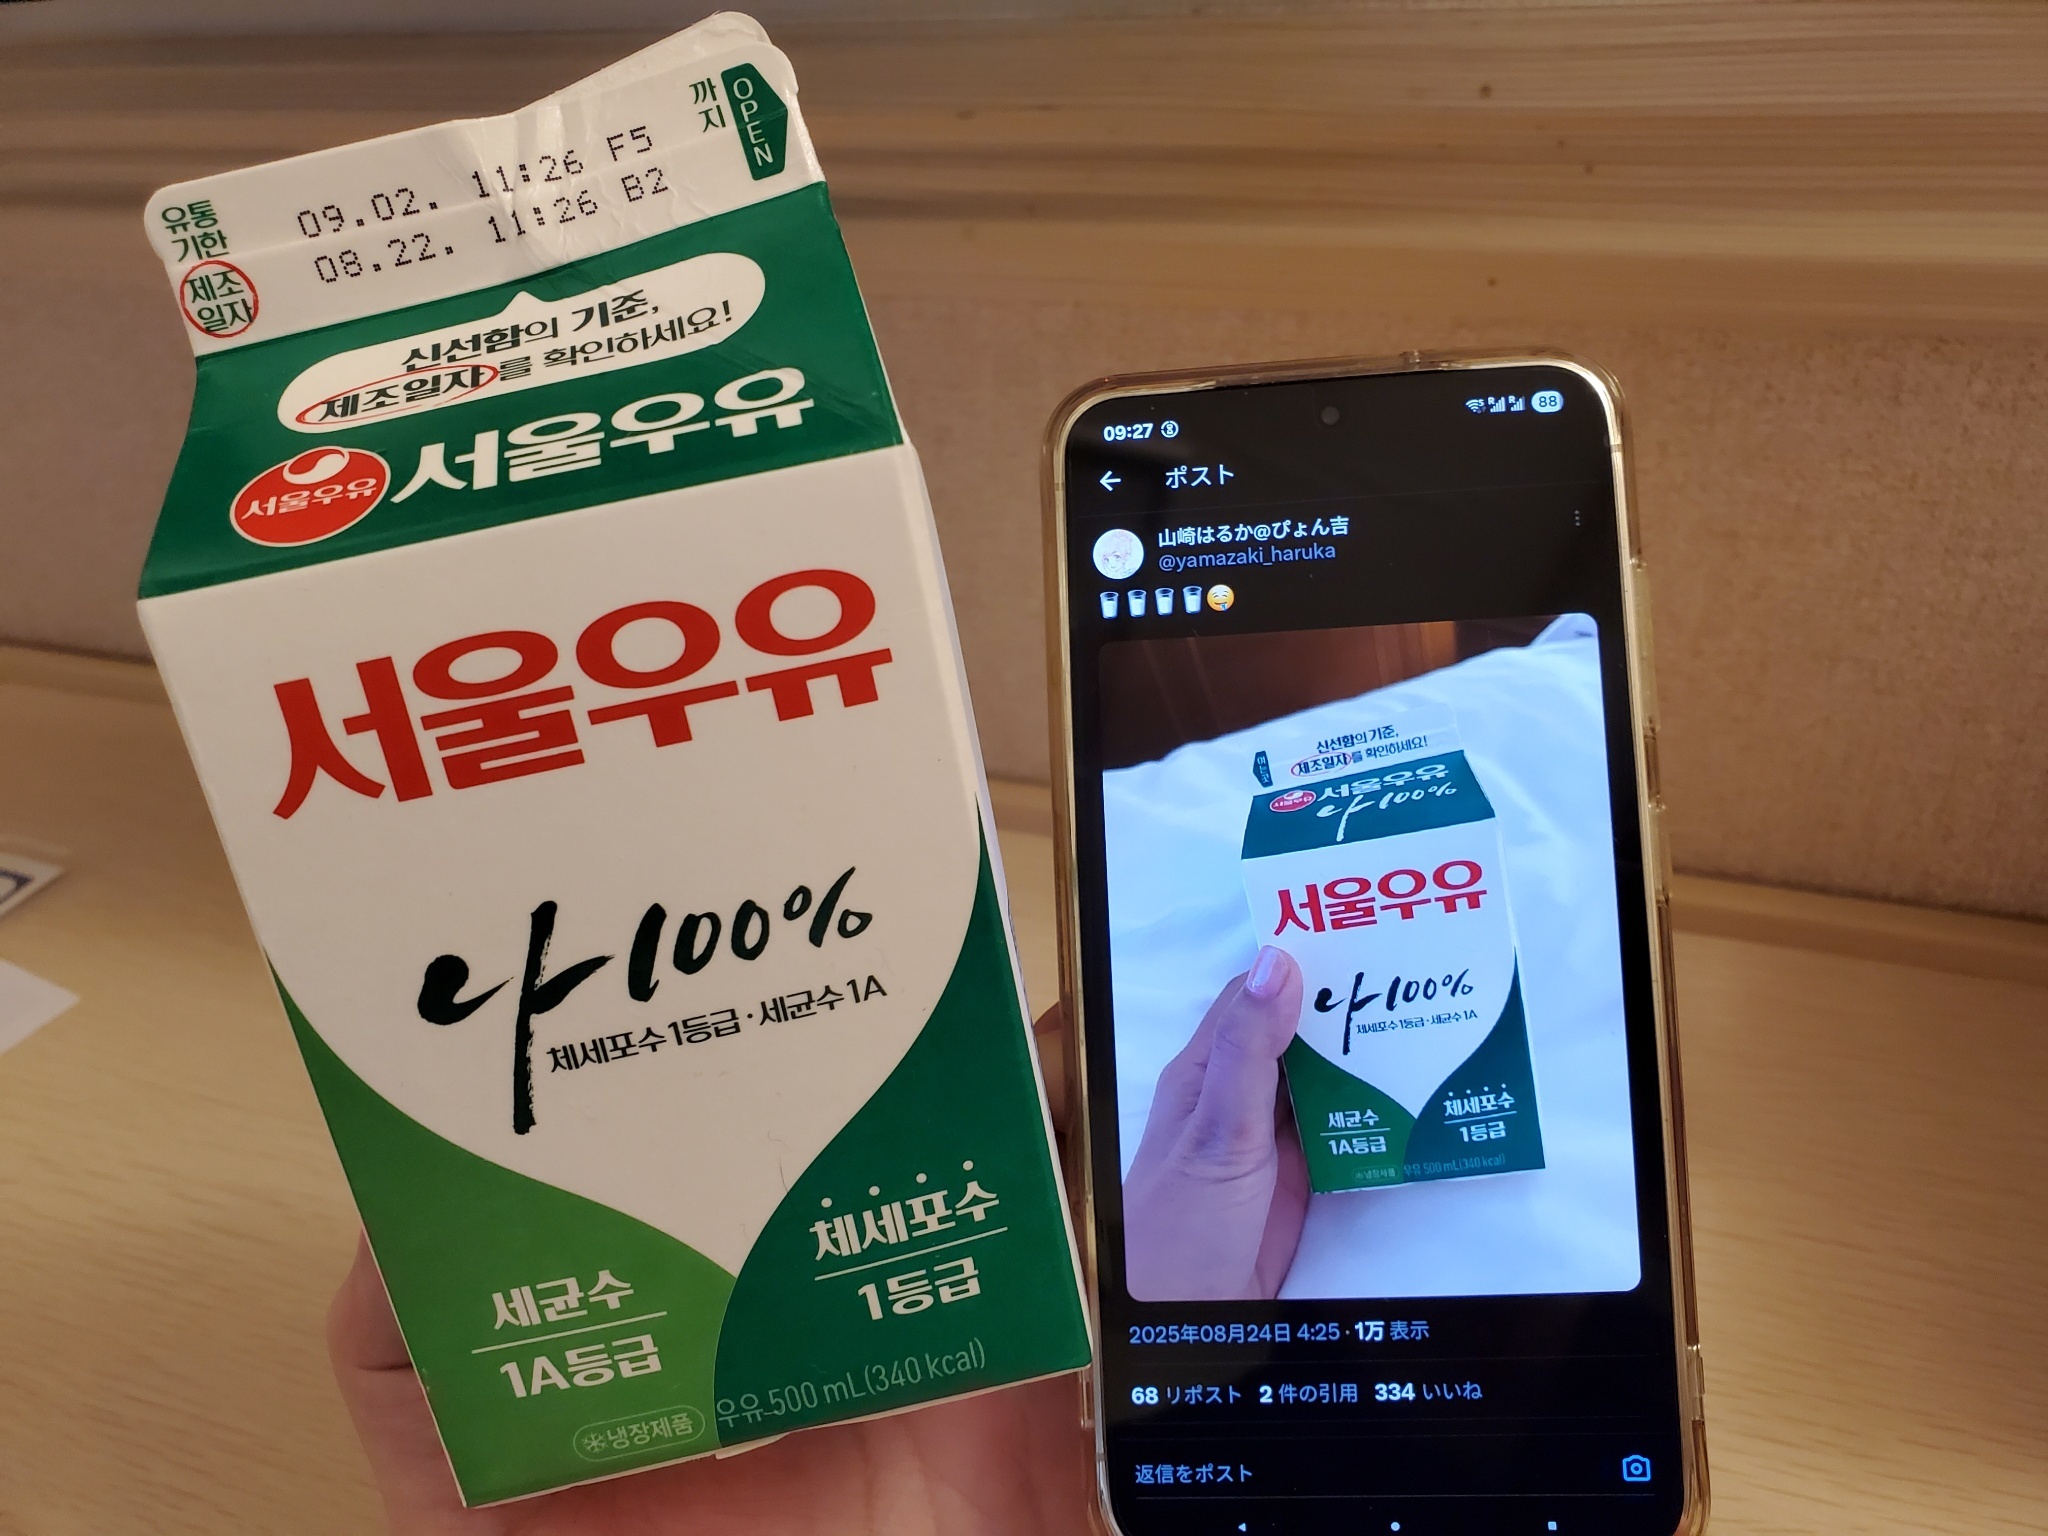 까지
OPEN
유통기한 09.02. 11:26 F5
제조일자 08.22. 11:26 B2
신선함의 기준,
제조일자를 확인하세요!
서울우유 서울우유
서울우유
나100%
체세포수1등급·세균수1A
세균수
1A등급
체세포수
1등급
냉장제품 우유 500 mL(340 kcal)
09:27
88
ポスト
山崎はるか@ぴょん吉
@yamazaki_haruka
🥛🥛🥛🥛🤤
여는곳
신선함의 기준,
제조일자를 확인하세요!
서울우유 서울우유
나100%
서울우유
나100%
체세포수1등급·세균수1A
세균수
1A등급
체세포수
1등급
냉장제품 우유 500 mL(340 kcal)
2025年08月24日 4:25·1万 表示
68 リポスト 2 件の引用 334 いいね
返信をポスト